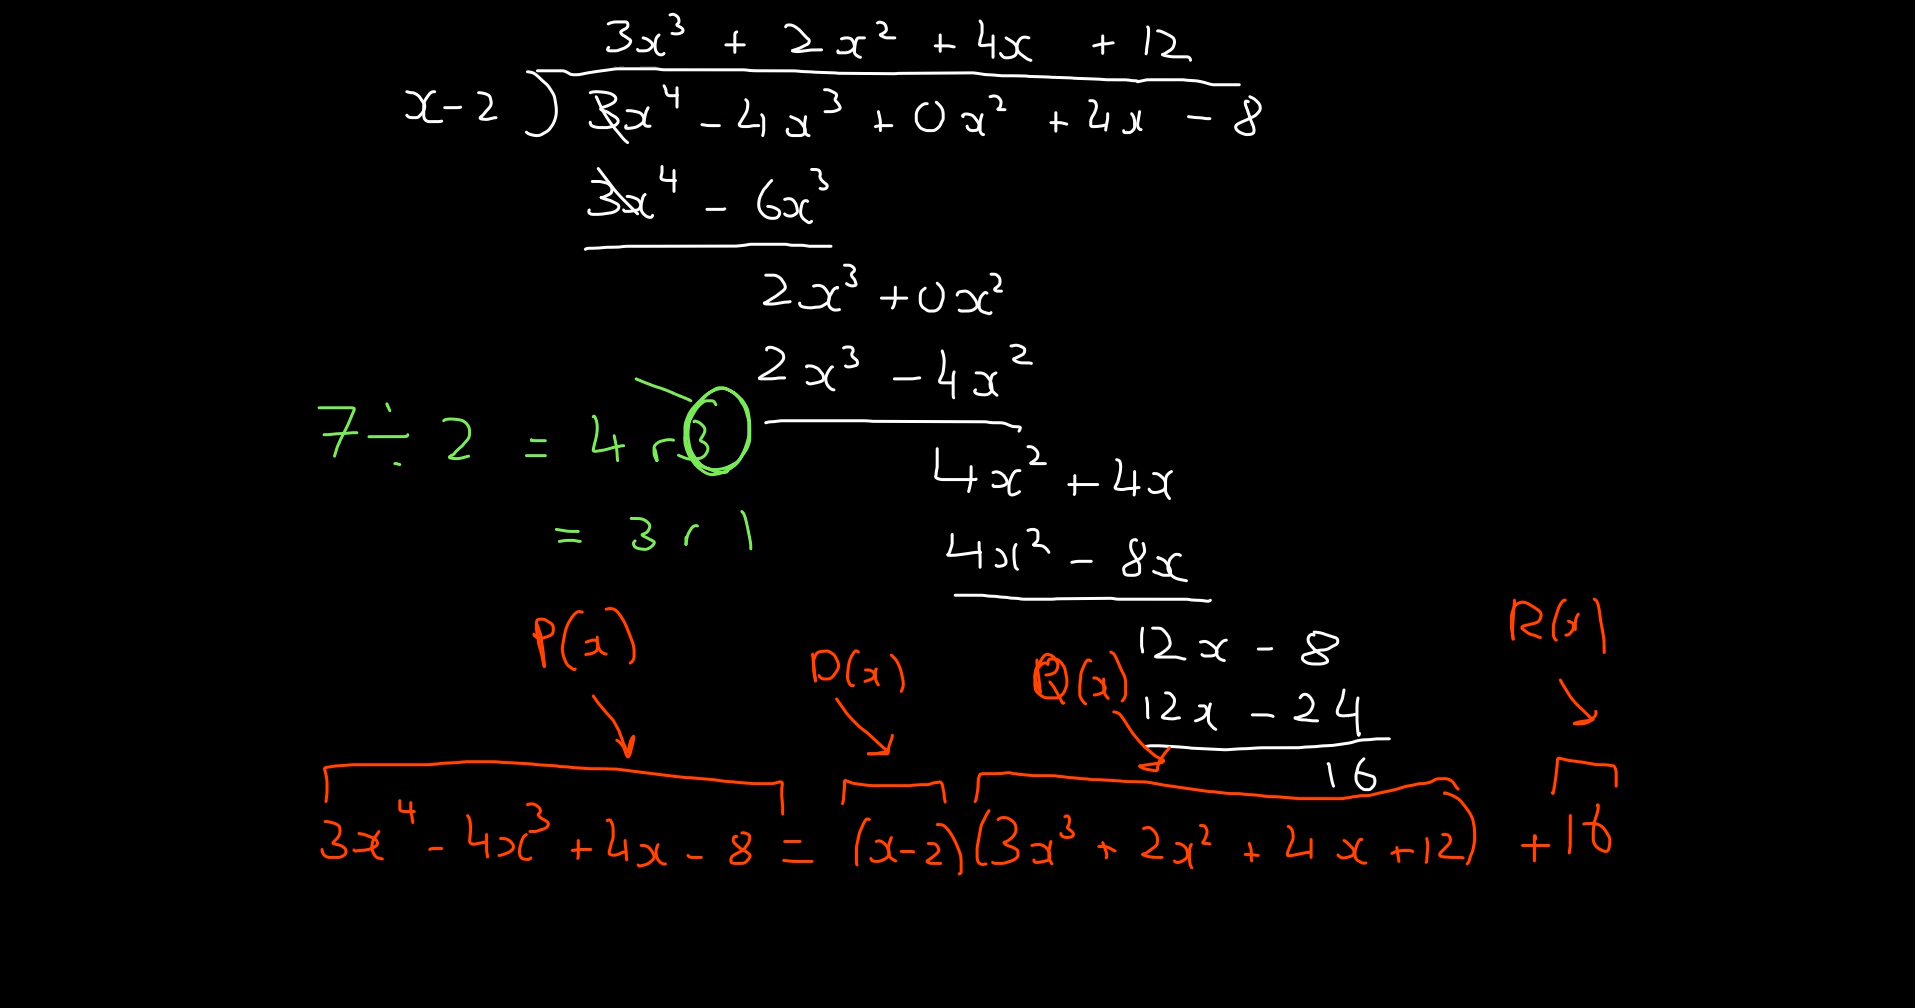 3x³ + 2x² + 4x + 12
x-2 ) 3x⁴ - 4x³ + 0x² + 4x - 8
3x⁴ - 6x³
2x³ + 0x²
2x³ - 4x²
7 ÷ 2 = 4 r 3
4x² + 4x
= 3 r 1
4x² - 8x
P(x)
D(x)
Q(x)
R(x)
12x - 8
12x - 24
16
3x⁴ - 4x³ + 4x - 8 = (x-2)(3x³ + 2x² + 4x + 12) + 16